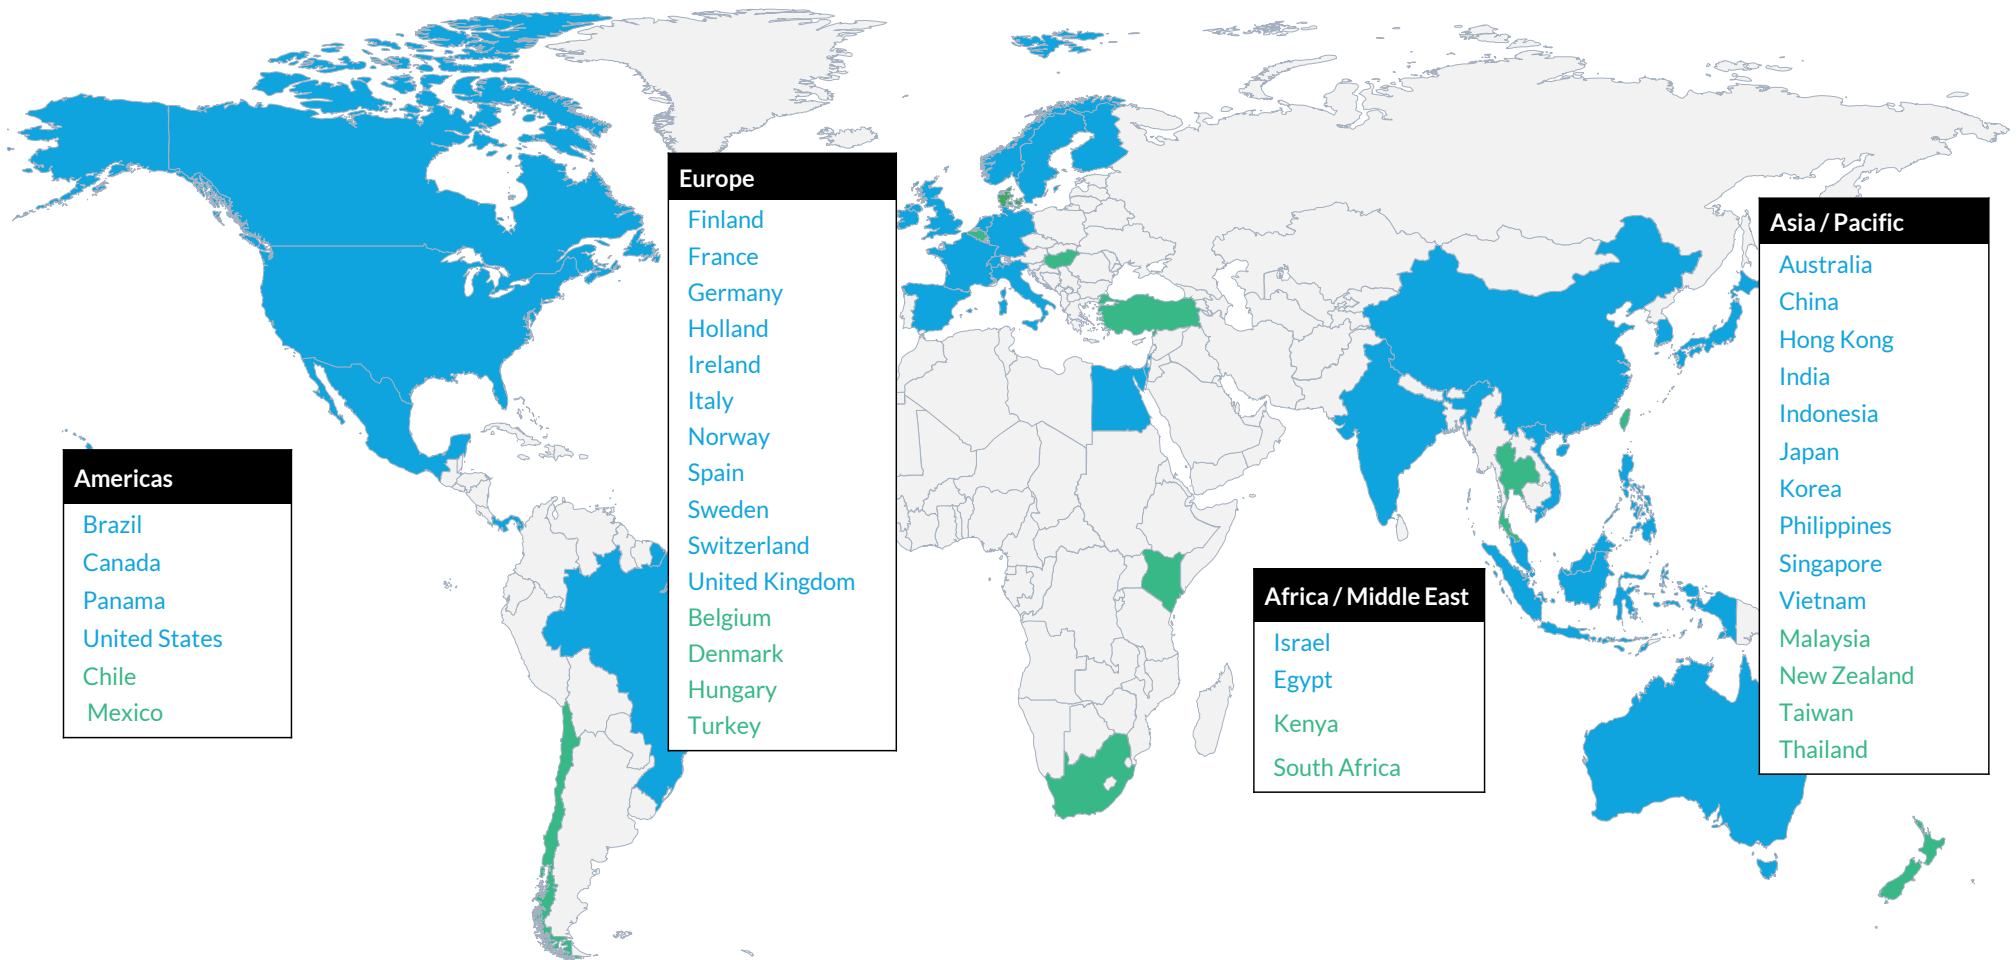 Europe
Finland
France
Germany
Holland
Ireland
Italy
Norway
Spain
Sweden
Switzerland
United Kingdom
Belgium
Denmark
Hungary
Turkey
Asia / Pacific
Australia
China
Hong Kong
India
Indonesia
Japan
Korea
Philippines
Singapore
Vietnam
Malaysia
New Zealand
Taiwan
Thailand
Americas
Brazil
Canada
Panama
United States
Chile
Mexico
Africa / Middle East
Israel
Egypt
Kenya
South Africa